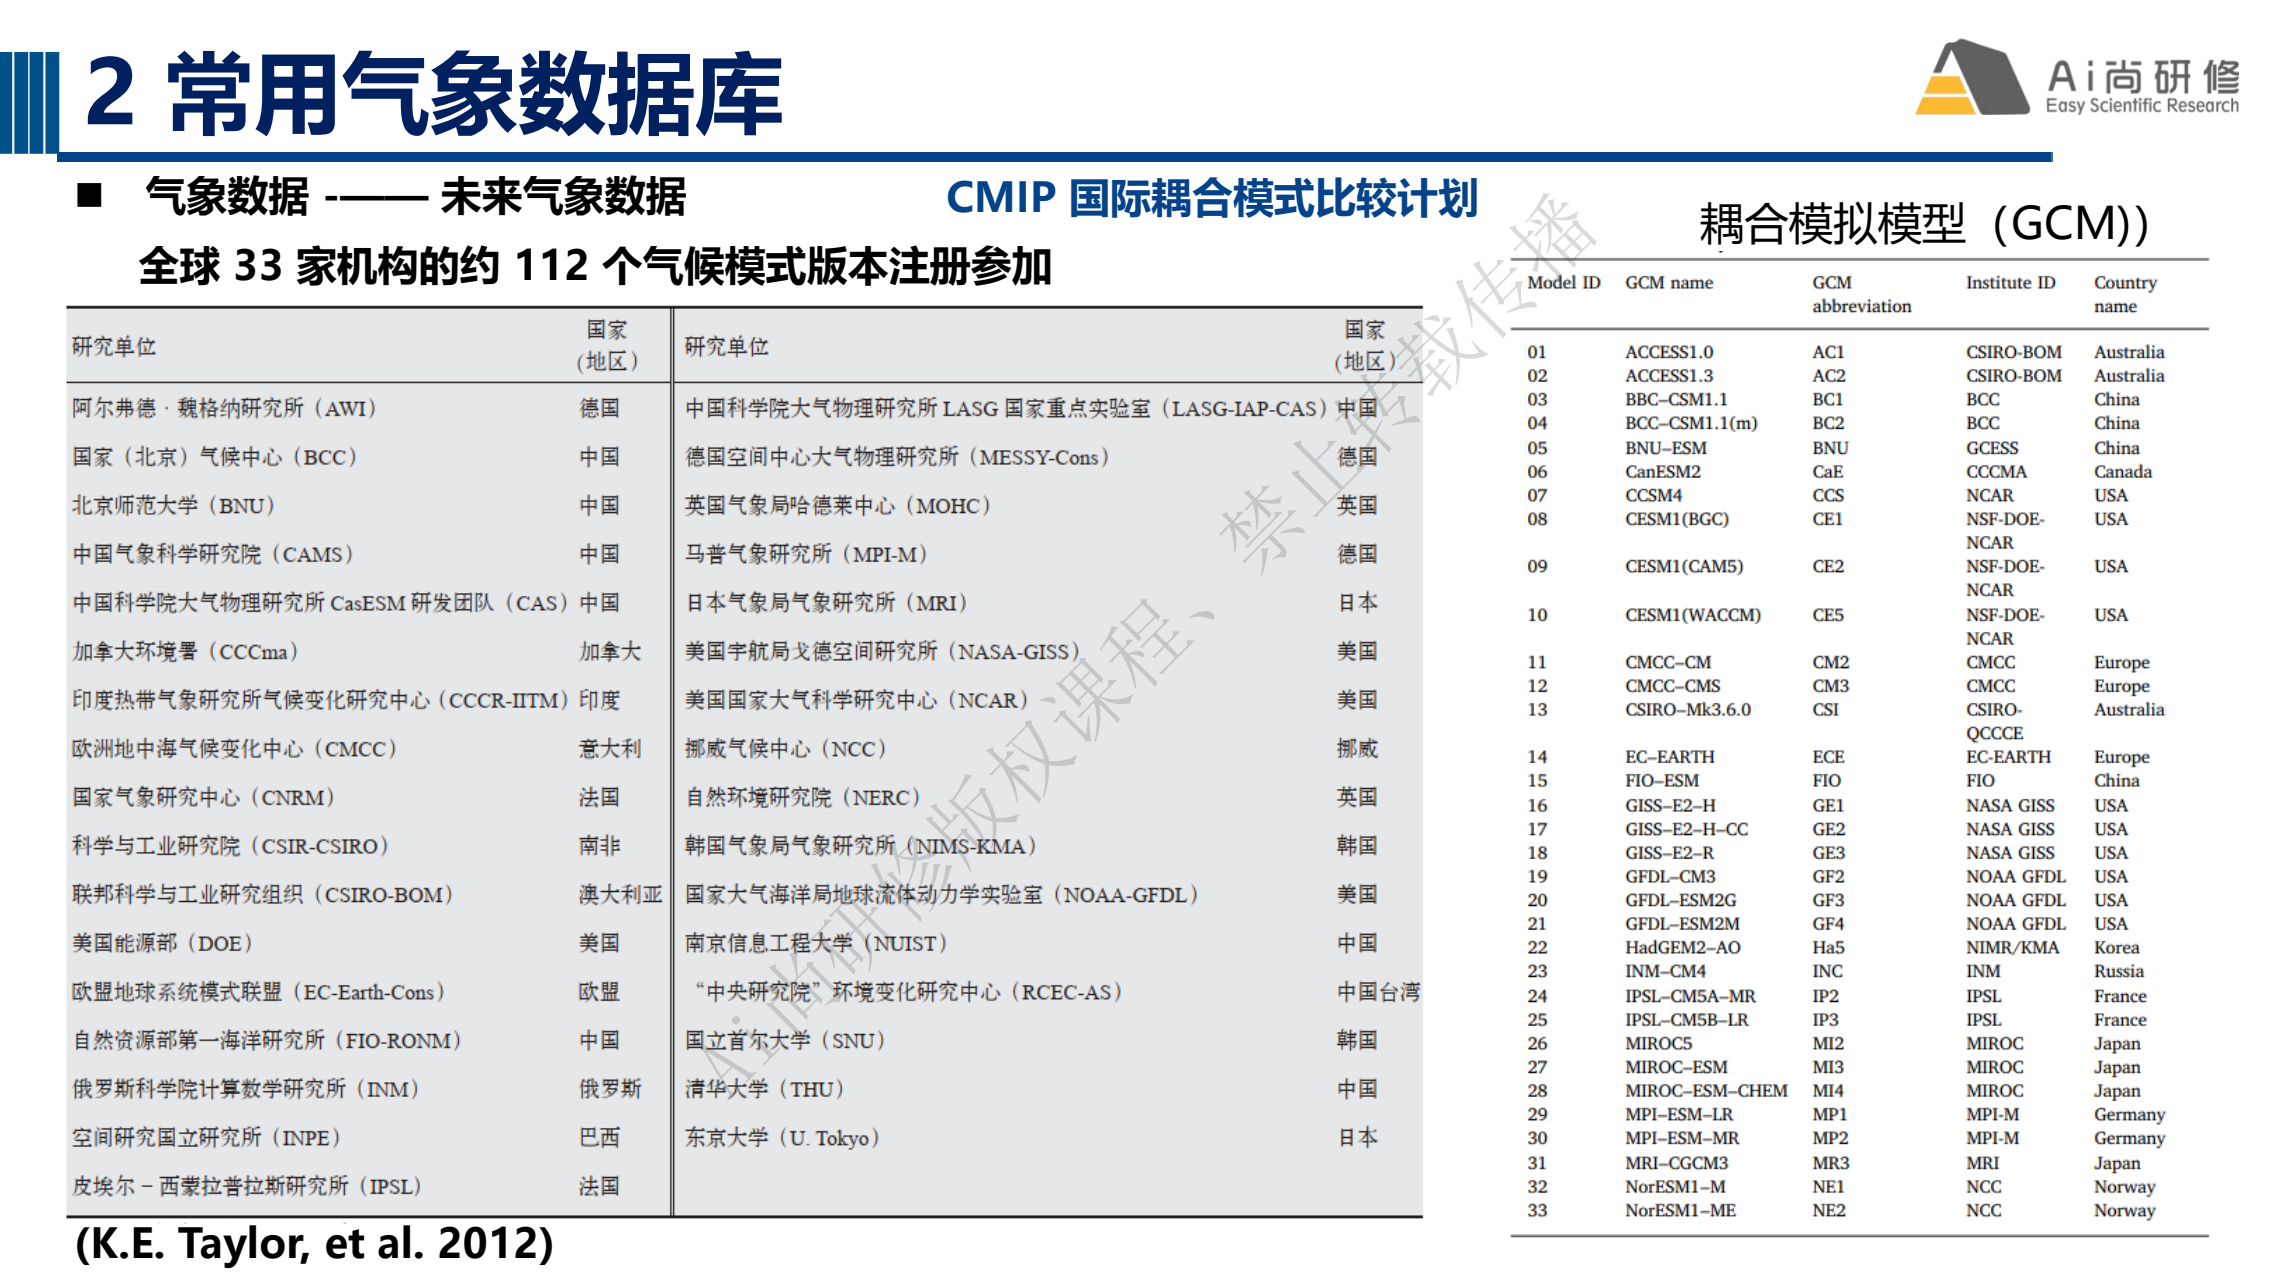 2 常用气象数据库
Ai尚研修
Easy Scientific Research
■ 气象数据 -—— 未来气象数据
CMIP 国际耦合模式比较计划
全球 33 家机构的约 112 个气候模式版本注册参加
研究单位 国家(地区) 研究单位 国家(地区)
阿尔弗德·魏格纳研究所（AWI） 德国 中国科学院大气物理研究所 LASG 国家重点实验室（LASG-IAP-CAS） 中国
国家（北京）气候中心（BCC） 中国 德国空间中心大气物理研究所（MESSY-Cons） 德国
北京师范大学（BNU） 中国 英国气象局哈德莱中心（MOHC） 英国
中国气象科学研究院（CAMS） 中国 马普气象研究所（MPI-M） 德国
中国科学院大气物理研究所 CasESM 研发团队（CAS） 中国 日本气象局气象研究所（MRI） 日本
加拿大环境署（CCCma） 加拿大 美国宇航局戈德空间研究所（NASA-GISS） 美国
印度热带气象研究所气候变化研究中心（CCCR-IITM） 印度 美国国家大气科学研究中心（NCAR） 美国
欧洲地中海气候变化中心（CMCC） 意大利 挪威气候中心（NCC） 挪威
国家气象研究中心（CNRM） 法国 自然环境研究院（NERC） 英国
科学与工业研究院（CSIR-CSIRO） 南非 韩国气象局气象研究所（NIMS-KMA） 韩国
联邦科学与工业研究组织（CSIRO-BOM） 澳大利亚 国家大气海洋局地球流体动力学实验室（NOAA-GFDL） 美国
美国能源部（DOE） 美国 南京信息工程大学（NUIST） 中国
欧盟地球系统模式联盟（EC-Earth-Cons） 欧盟 “中央研究院”环境变化研究中心（RCEC-AS） 中国台湾
自然资源部第一海洋研究所（FIO-RONM） 中国 国立首尔大学（SNU） 韩国
俄罗斯科学院计算数学研究所（INM） 俄罗斯 清华大学（THU） 中国
空间研究国立研究所（INPE） 巴西 东京大学（U. Tokyo） 日本
皮埃尔－西蒙拉普拉斯研究所（IPSL） 法国
(K.E. Taylor, et al. 2012)
耦合模拟模型（GCM)）
Model ID GCM name GCM abbreviation Institute ID Country name
01 ACCESS1.0 AC1 CSIRO-BOM Australia
02 ACCESS1.3 AC2 CSIRO-BOM Australia
03 BBC–CSM1.1 BC1 BCC China
04 BCC–CSM1.1(m) BC2 BCC China
05 BNU–ESM BNU GCESS China
06 CanESM2 CaE CCCMA Canada
07 CCSM4 CCS NCAR USA
08 CESM1(BGC) CE1 NSF-DOE-NCAR USA
09 CESM1(CAM5) CE2 NSF-DOE-NCAR USA
10 CESM1(WACCM) CE5 NSF-DOE-NCAR USA
11 CMCC–CM CM2 CMCC Europe
12 CMCC–CMS CM3 CMCC Europe
13 CSIRO–Mk3.6.0 CSI CSIRO-QCCCE Australia
14 EC–EARTH ECE EC-EARTH Europe
15 FIO–ESM FIO FIO China
16 GISS–E2–H GE1 NASA GISS USA
17 GISS–E2–H–CC GE2 NASA GISS USA
18 GISS–E2–R GE3 NASA GISS USA
19 GFDL–CM3 GF2 NOAA GFDL USA
20 GFDL–ESM2G GF3 NOAA GFDL USA
21 GFDL–ESM2M GF4 NOAA GFDL USA
22 HadGEM2–AO Ha5 NIMR/KMA Korea
23 INM–CM4 INC INM Russia
24 IPSL–CM5A–MR IP2 IPSL France
25 IPSL–CM5B–LR IP3 IPSL France
26 MIROC5 MI2 MIROC Japan
27 MIROC–ESM MI3 MIROC Japan
28 MIROC–ESM–CHEM MI4 MIROC Japan
29 MPI–ESM–LR MP1 MPI-M Germany
30 MPI–ESM–MR MP2 MPI-M Germany
31 MRI–CGCM3 MR3 MRI Japan
32 NorESM1–M NE1 NCC Norway
33 NorESM1–ME NE2 NCC Norway
Ai尚研修版权课程、禁止转载传播